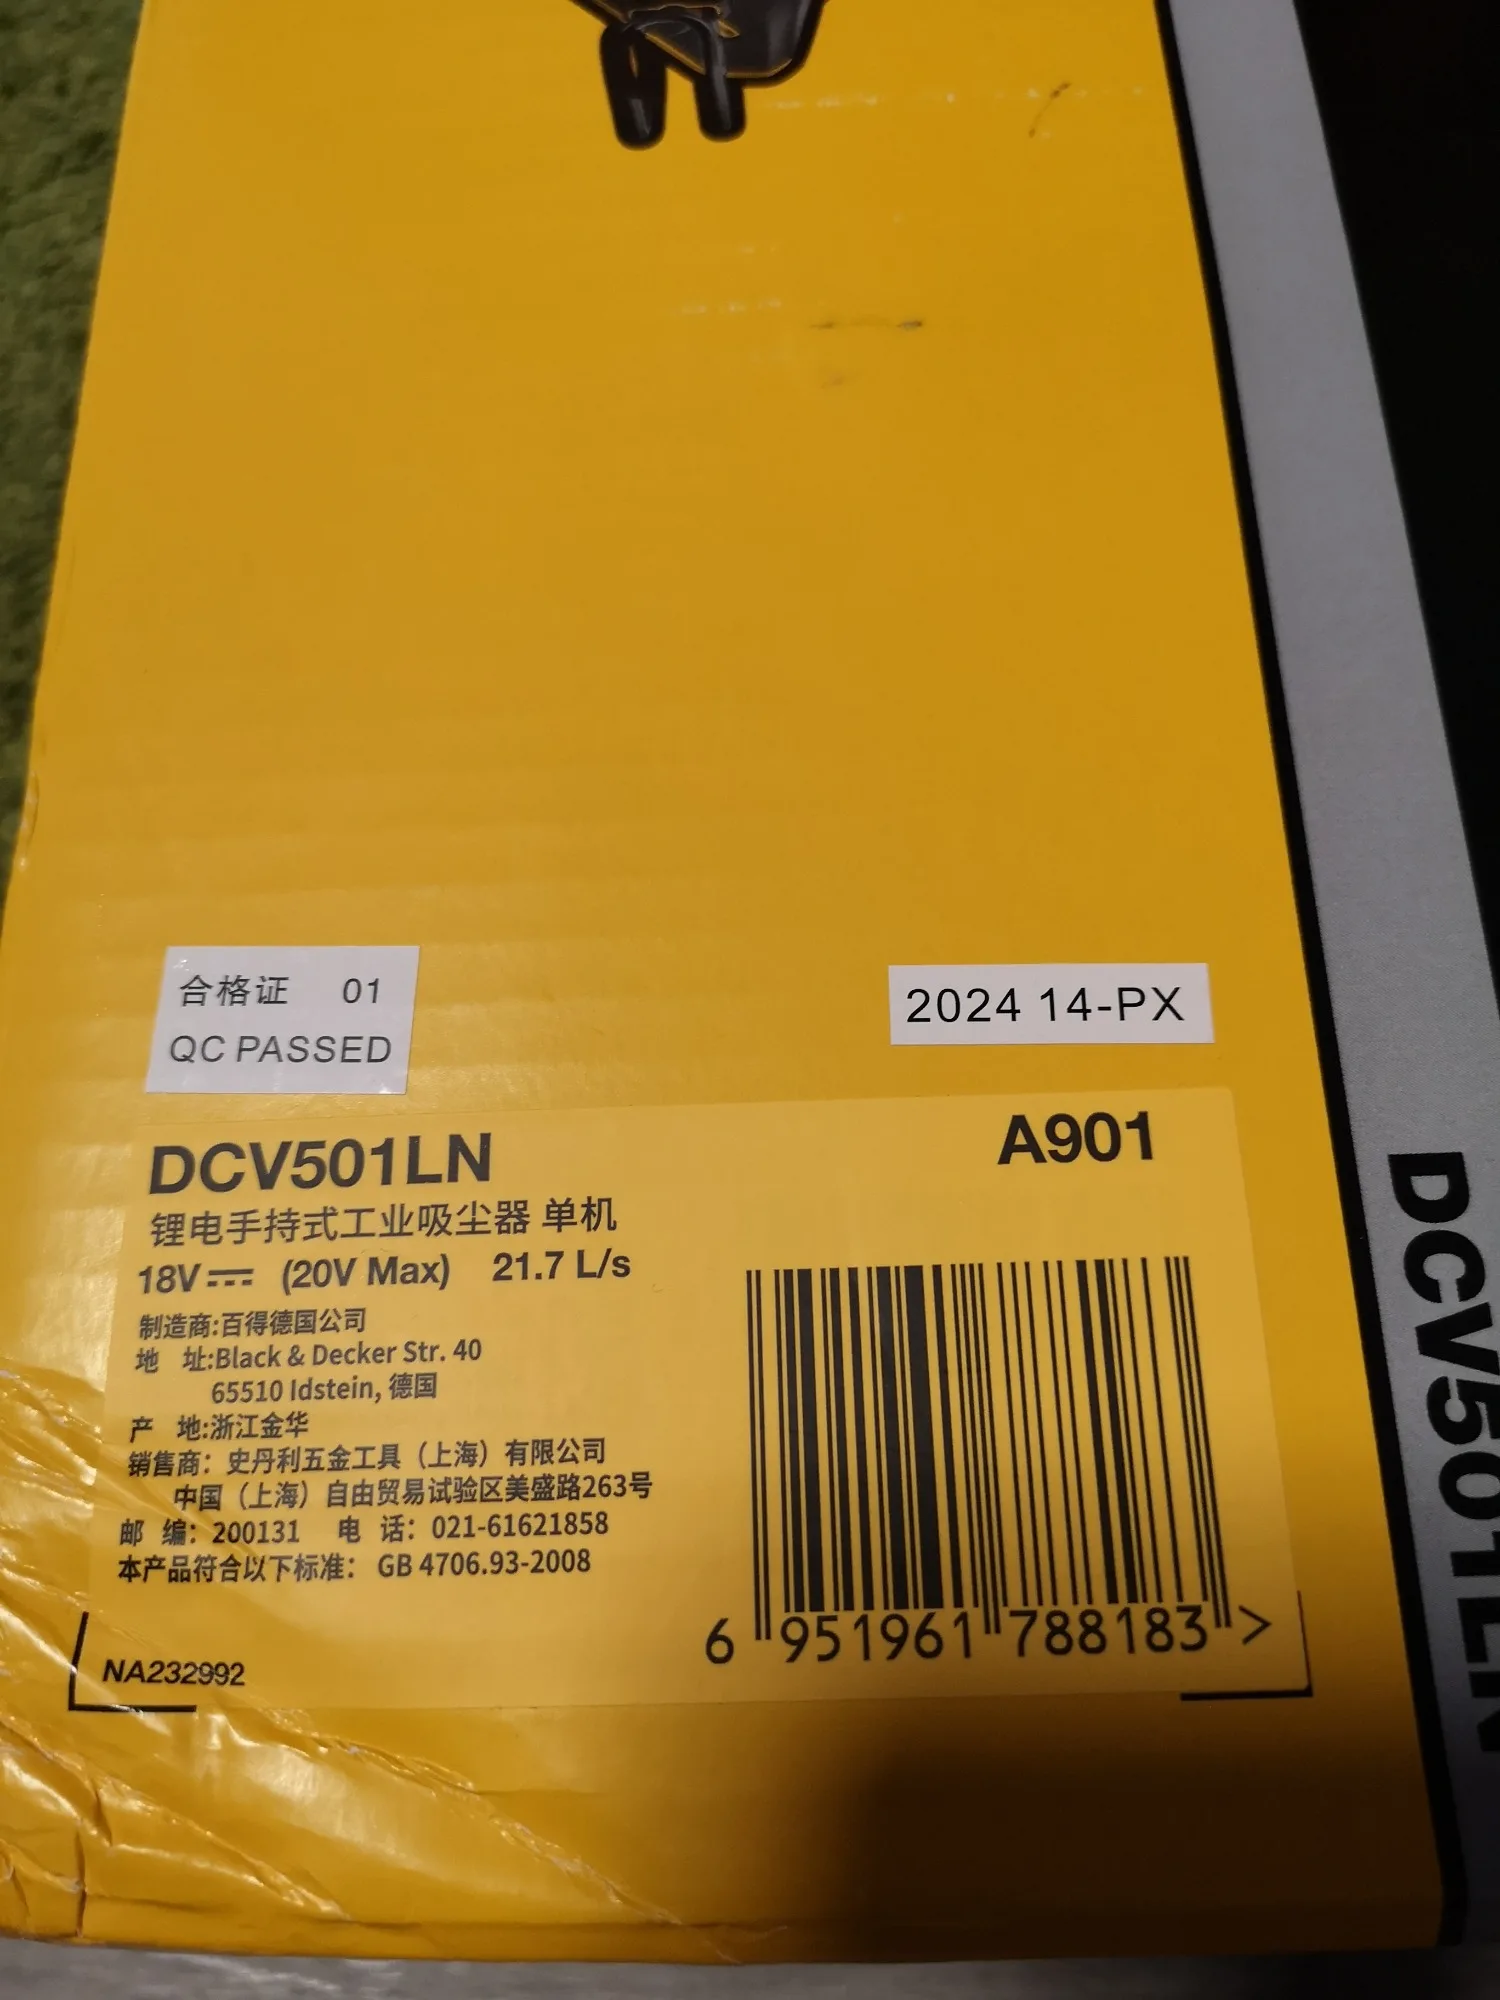 合格证 01
QC PASSED
2024 14-PX
DCV501LN
A901
锂电手持式工业吸尘器 单机
18V⎓ (20V Max) 21.7 L/s
制造商:百得德国公司
地 址:Black & Decker Str. 40
65510 Idstein, 德国
产 地:浙江金华
销售商：史丹利五金工具（上海）有限公司
中国（上海）自由贸易试验区美盛路263号
邮 编：200131 电 话：021-61621858
本产品符合以下标准：GB 4706.93-2008
6 951961 788183 >
NA232992
DCV501LN